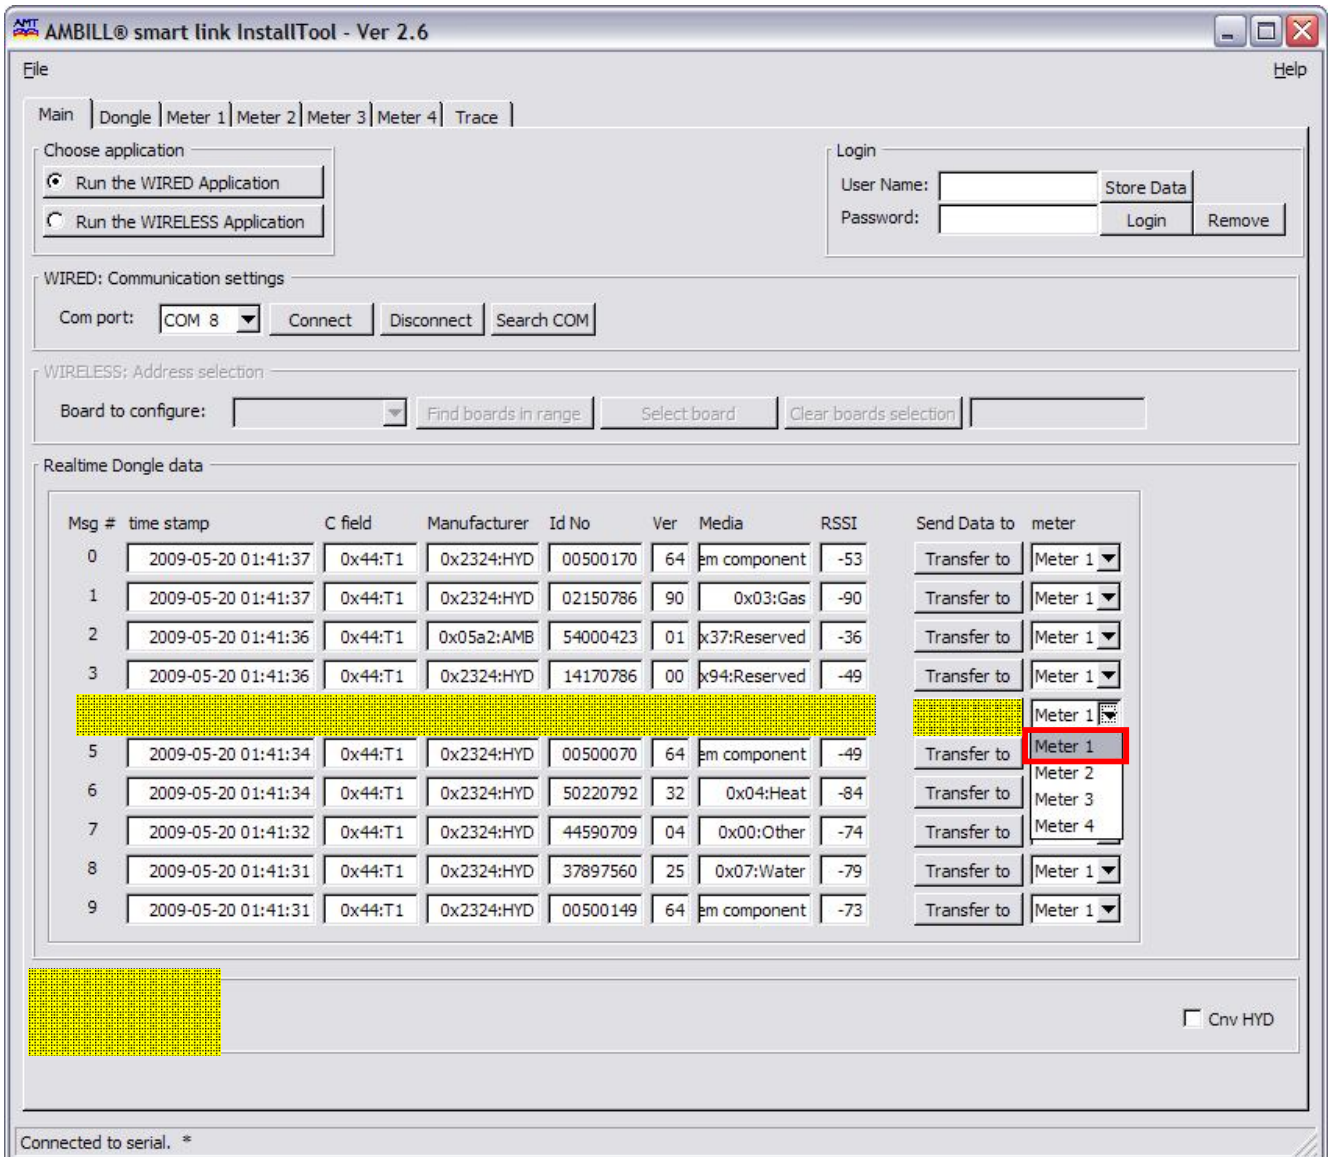 AMT
AMBILL® smart link InstallTool - Ver 2.6
File Help
Main Dongle Meter 1 Meter 2 Meter 3 Meter 4 Trace
Choose application
Run the WIRED Application
Run the WIRELESS Application
Login
User Name: Store Data
Password: Login Remove
WIRED: Communication settings
Com port: COM 8 Connect Disconnect Search COM
WIRELESS: Address selection
Board to configure: Find boards in range Select board Clear boards selection
Realtime Dongle data
Msg # time stamp C field Manufacturer Id No Ver Media RSSI Send Data to meter
0 2009-05-20 01:41:37 0x44:T1 0x2324:HYD 00500170 64 em component -53 Transfer to Meter 1
1 2009-05-20 01:41:37 0x44:T1 0x2324:HYD 02150786 90 0x03:Gas -90 Transfer to Meter 1
2 2009-05-20 01:41:36 0x44:T1 0x05a2:AMB 54000423 01 x37:Reserved -36 Transfer to Meter 1
3 2009-05-20 01:41:36 0x44:T1 0x2324:HYD 14170786 00 x94:Reserved -49 Transfer to Meter 1
Meter 1
5 2009-05-20 01:41:34 0x44:T1 0x2324:HYD 00500070 64 em component -49 Transfer to Meter 1
Meter 2
6 2009-05-20 01:41:34 0x44:T1 0x2324:HYD 50220792 32 0x04:Heat -84 Transfer to Meter 3
7 2009-05-20 01:41:32 0x44:T1 0x2324:HYD 44590709 04 0x00:Other -74 Transfer to Meter 4
8 2009-05-20 01:41:31 0x44:T1 0x2324:HYD 37897560 25 0x07:Water -79 Transfer to Meter 1
9 2009-05-20 01:41:31 0x44:T1 0x2324:HYD 00500149 64 em component -73 Transfer to Meter 1
Cnv HYD
Connected to serial. *